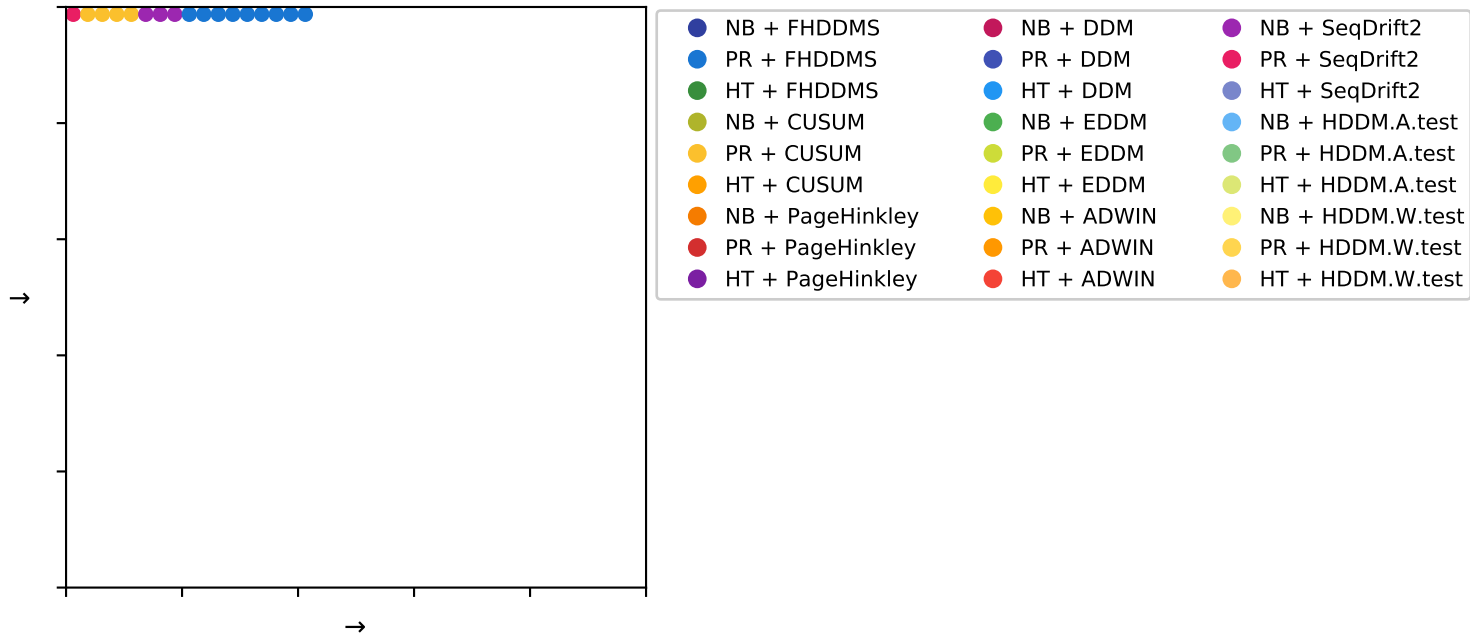 NB + FHDDMS
PR + FHDDMS
HT + FHDDMS
NB + CUSUM
PR + CUSUM
HT + CUSUM
NB + PageHinkley
PR + PageHinkley
HT + PageHinkley
NB + DDM
PR + DDM
HT + DDM
NB + EDDM
PR + EDDM
HT + EDDM
NB + ADWIN
PR + ADWIN
HT + ADWIN
NB + SeqDrift2
PR + SeqDrift2
HT + SeqDrift2
NB + HDDM.A.test
PR + HDDM.A.test
HT + HDDM.A.test
NB + HDDM.W.test
PR + HDDM.W.test
HT + HDDM.W.test
→
→